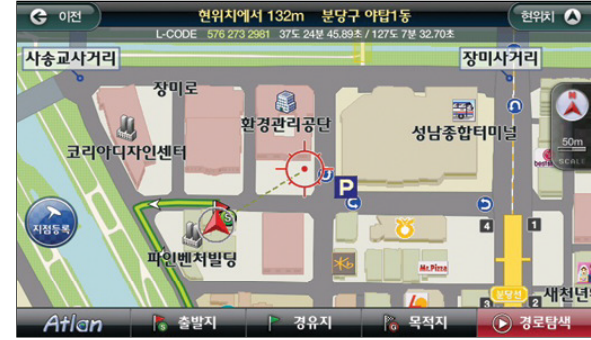 이전
현위치에서 132m 분당구 야탑1동
현위치
L-CODE 576 273 2981 37도 24분 45.89초 / 127도 7분 32.70초
사송교사거리
장미사거리
장미로
환경관리공단
성남종합터미널
코리아디자인센터
50m
SCALE
best
P
지점등록
S
4
1
파인벤처빌딩
Mr.Pizza
분당선
3
2
새천년
Atlan
출발지
경유지
목적지
경로탐색